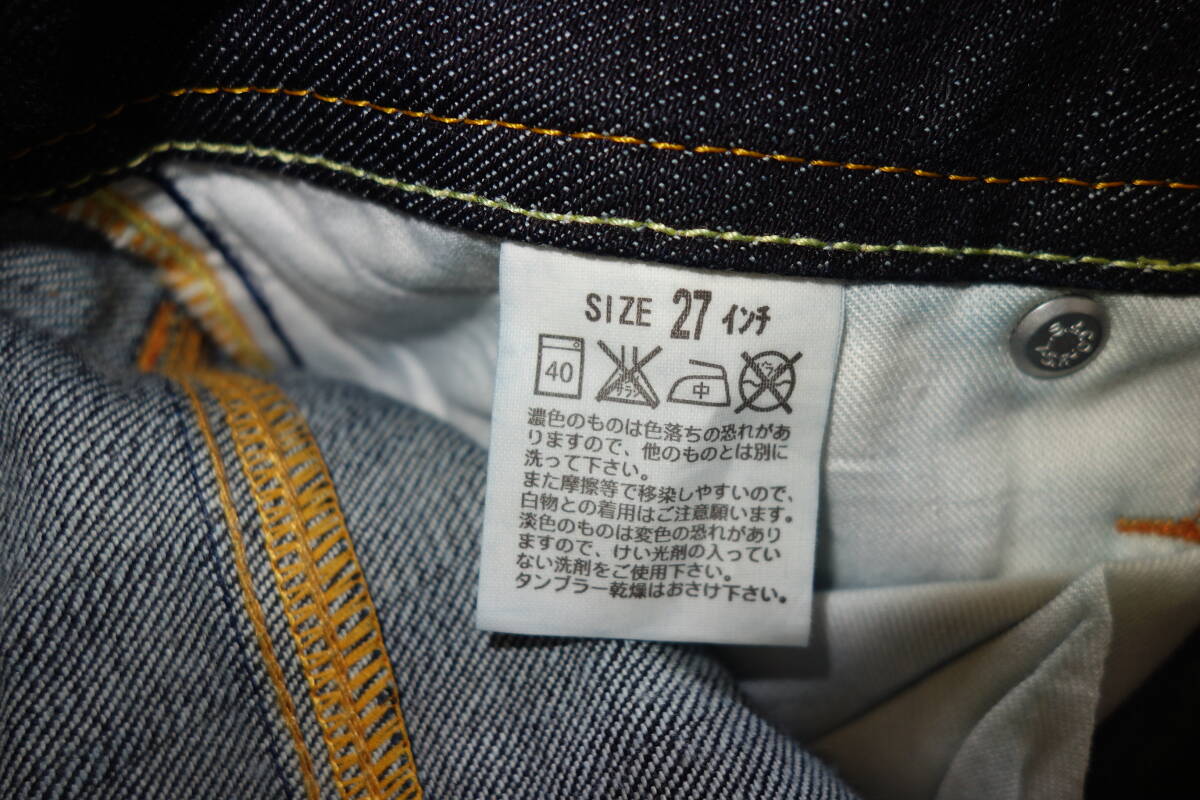 SIZE 27 インチ
40 サラシ 中
濃色のものは色落ちの恐れがあ
りますので、他のものとは別に
洗って下さい。
また摩擦等で移染しやすいので、
白物との着用はご注意願います。
淡色のものは変色の恐れがあり
ますので、けい光剤の入ってい
ない洗剤をご使用下さい。
タンブラー乾燥はおさけ下さい。